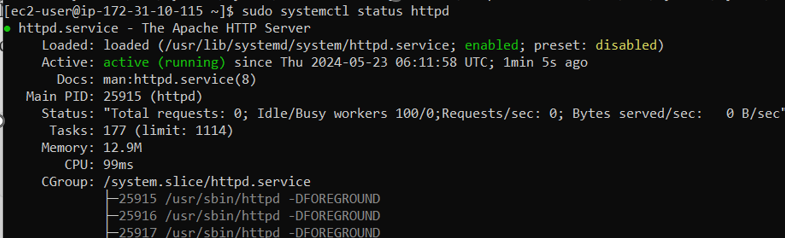 [ec2-user@ip-172-31-10-115 ~]$ sudo systemctl status httpd
● httpd.service - The Apache HTTP Server
Loaded: loaded (/usr/lib/systemd/system/httpd.service; enabled; preset: disabled)
Active: active (running) since Thu 2024-05-23 06:11:58 UTC; 1min 5s ago
Docs: man:httpd.service(8)
Main PID: 25915 (httpd)
Status: "Total requests: 0; Idle/Busy workers 100/0;Requests/sec: 0; Bytes served/sec:   0 B/sec"
Tasks: 177 (limit: 1114)
Memory: 12.9M
CPU: 99ms
CGroup: /system.slice/httpd.service
├─25915 /usr/sbin/httpd -DFOREGROUND
├─25916 /usr/sbin/httpd -DFOREGROUND
├─25917 /usr/sbin/httpd -DFOREGROUND